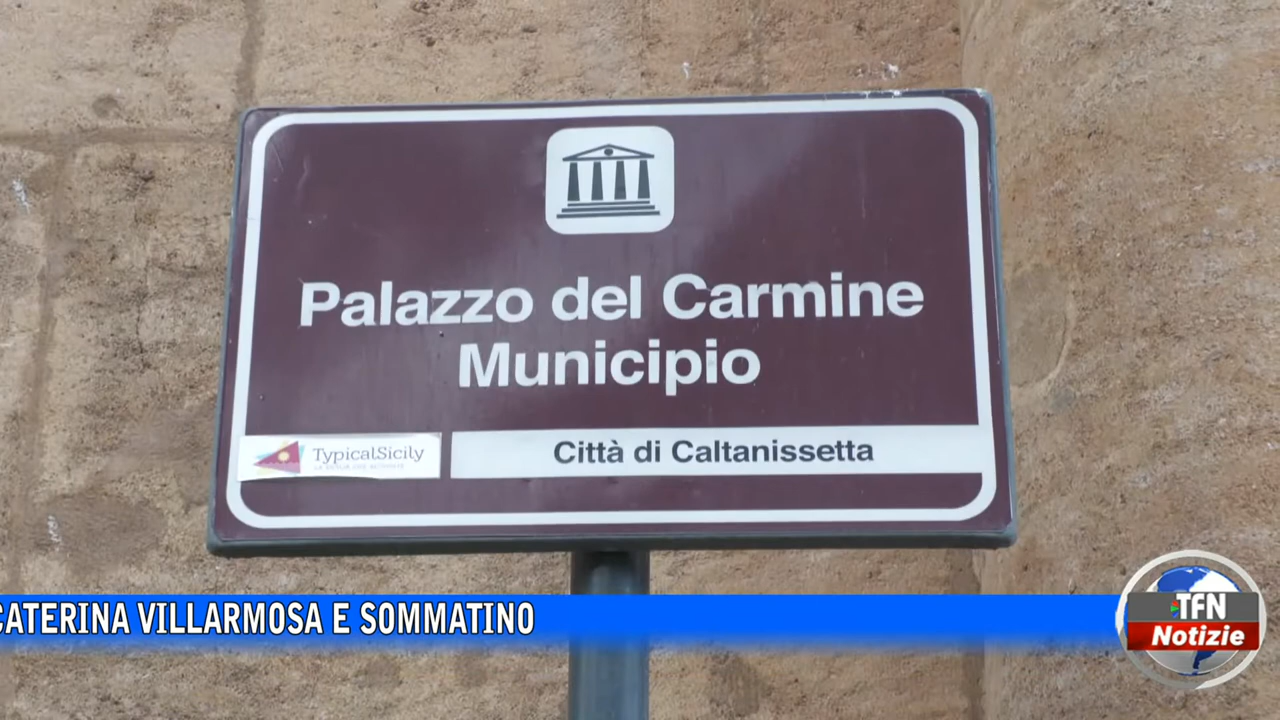 Palazzo del Carmine
Municipio
TypicalSicily
Città di Caltanissetta
CATERINA VILLARMOSA E SOMMATINO
TFN
Notizie